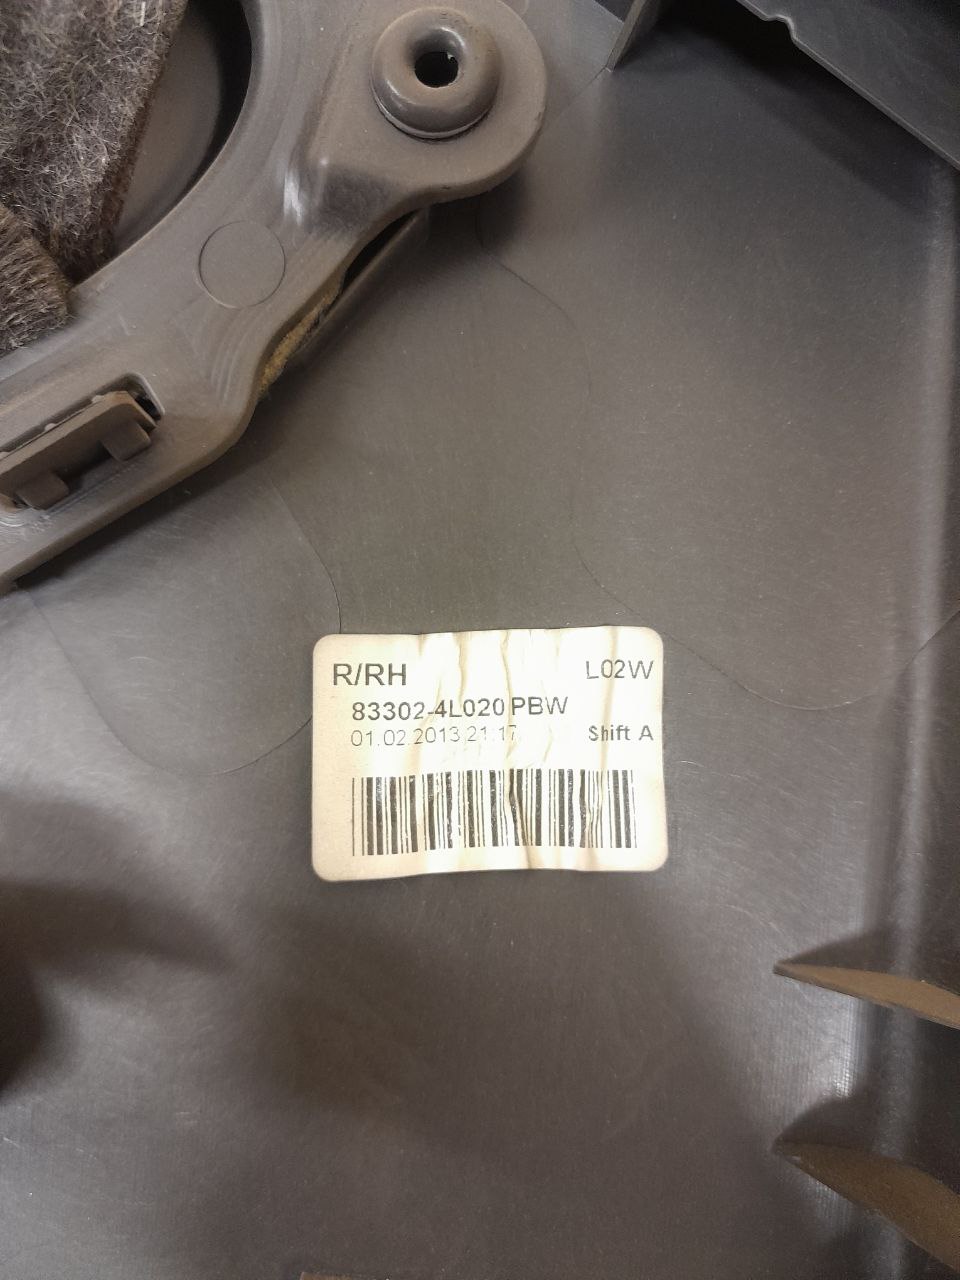 R/RH L02W
83302-4L020 PBW
01.02.2013 21:17 Shift A